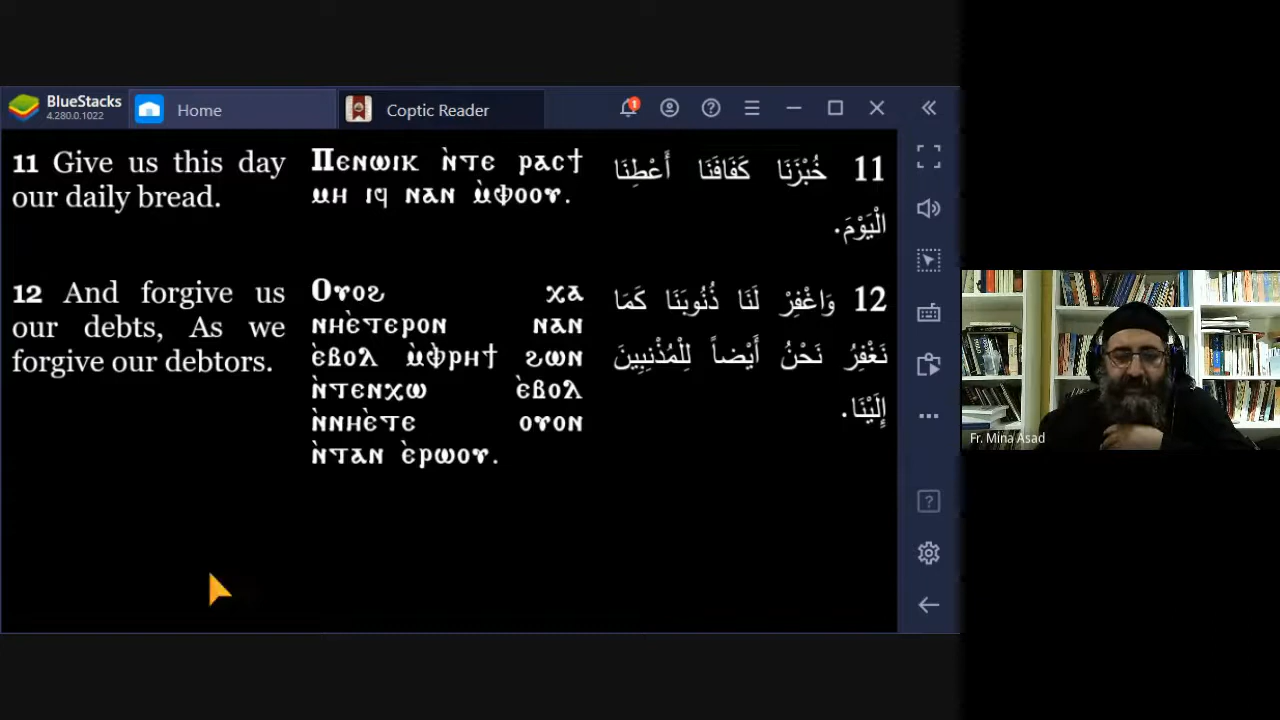 BlueStacks
4.280.0.1022
Home
Coptic Reader
1
11 Give us this day
our daily bread.
Ⲡⲉⲛⲱⲓⲕ ⲛ̀ⲧⲉ ⲣⲁⲥϯ
ⲙⲏ ⲓϥ ⲛⲁⲛ ⲙ̀ⲫⲟⲟⲩ.
11 خُبْزَنَا كَفَافَنَا أَعْطِنَا
الْيَوْمَ.
12 And forgive us
our debts, As we
forgive our debtors.
Ⲟⲩⲟϩ ⲭⲁ
ⲛⲏⲉ̀ⲧⲉⲣⲟⲛ ⲛⲁⲛ
ⲉ̀ⲃⲟⲗ ⲙ̀ⲫⲣⲏϯ ϩⲱⲛ
ⲛ̀ⲧⲉⲛⲭⲱ ⲉ̀ⲃⲟⲗ
ⲛ̀ⲛⲏⲉ̀ⲧⲉ ⲟⲩⲟⲛ
ⲛ̀ⲧⲁⲛ ⲉ̀ⲣⲱⲟⲩ.
12 وَاغْفِرْ لَنَا ذُنُوبَنَا كَمَا
نَغْفِرُ نَحْنُ أَيْضاً لِلْمُذْنِبِينَ
إِلَيْنَا.
Fr. Mina Asad